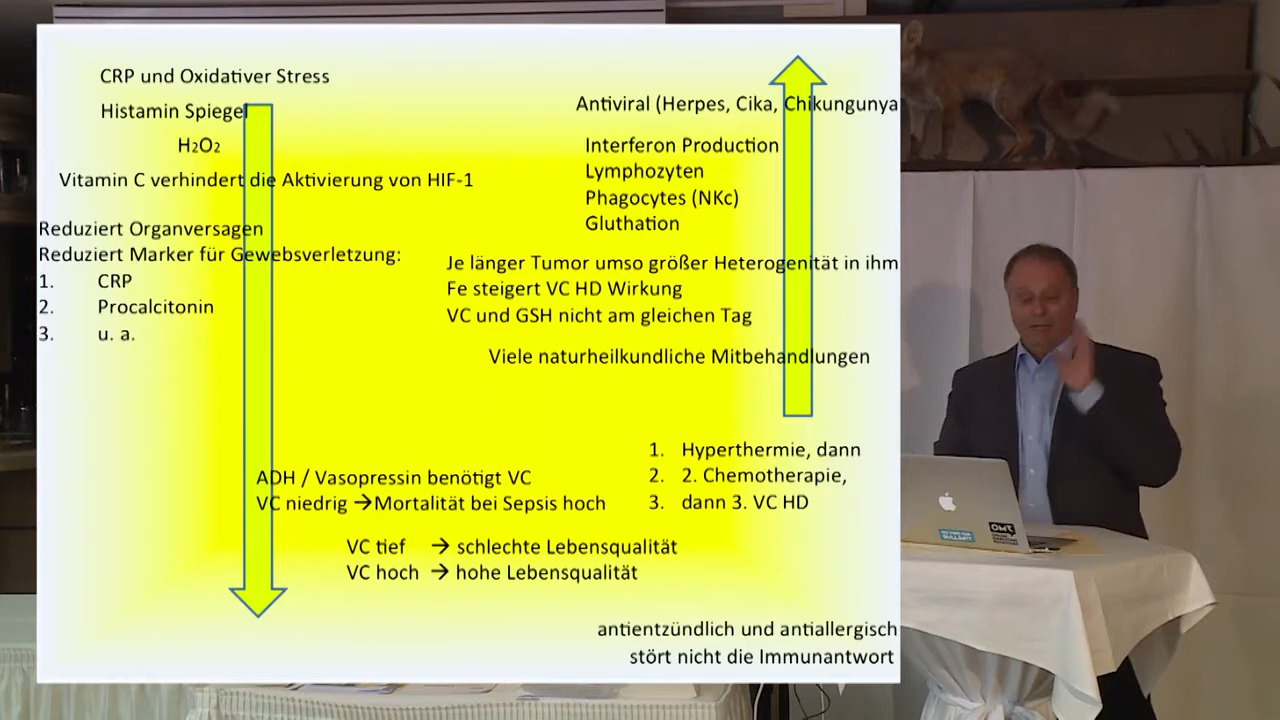 CRP und Oxidativer Stress
Histamin Spiegel
H₂O₂
Vitamin C verhindert die Aktivierung von HIF-1
Reduziert Organversagen
Reduziert Marker für Gewebsverletzung:
1. CRP
2. Procalcitonin
3. u. a.
Antiviral (Herpes, Cika, Chikungunya
Interferon Production
Lymphozyten
Phagocytes (NKc)
Gluthation
Je länger Tumor umso größer Heterogenität in ihm
Fe steigert VC HD Wirkung
VC und GSH nicht am gleichen Tag
Viele naturheilkundliche Mitbehandlungen
1. Hyperthermie, dann
2. 2. Chemotherapie,
3. dann 3. VC HD
ADH / Vasopressin benötigt VC
VC niedrig → Mortalität bei Sepsis hoch
VC tief → schlechte Lebensqualität
VC hoch → hohe Lebensqualität
antientzündlich und antiallergisch
stört nicht die Immunantwort
OMT